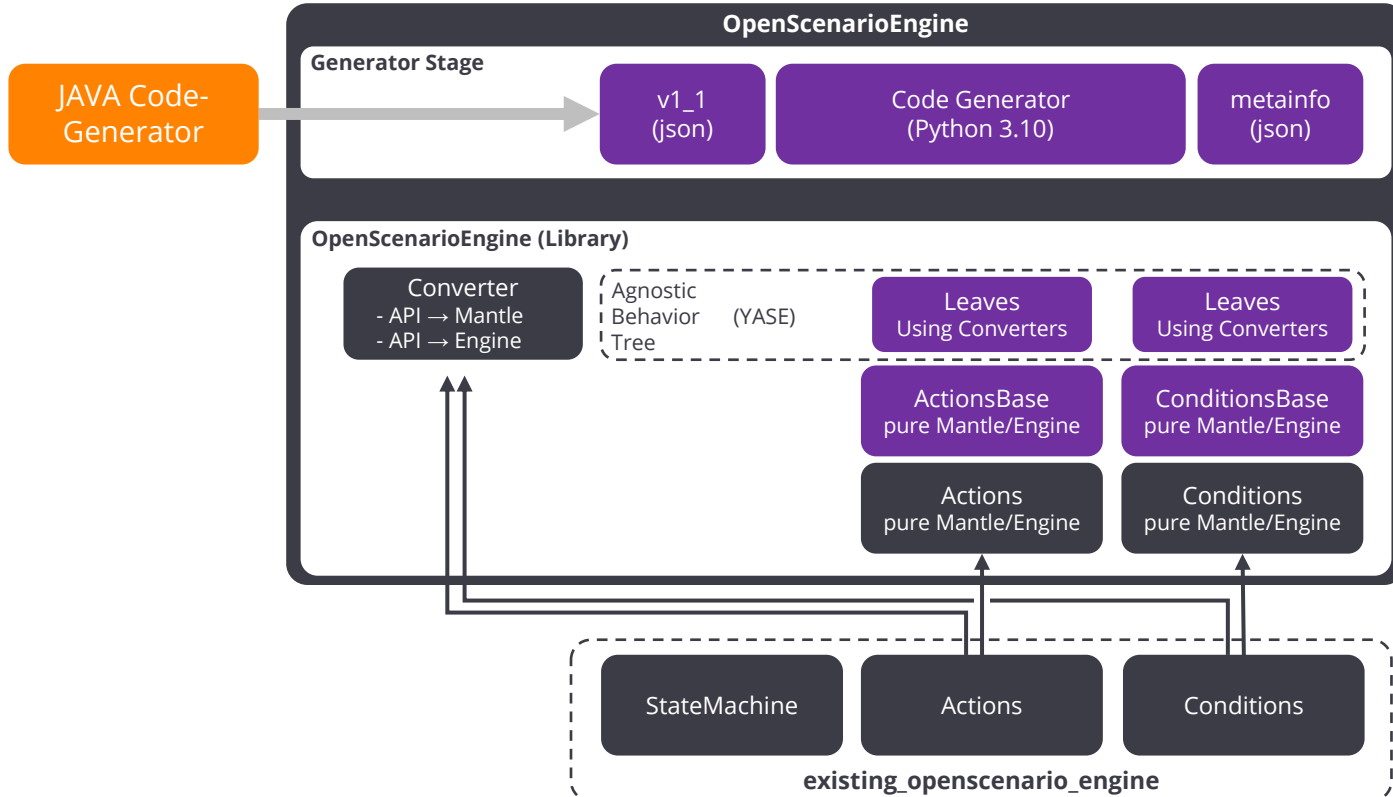 OpenScenarioEngine
Generator Stage
JAVA Code-
Generator
v1_1
(json)
Code Generator
(Python 3.10)
metainfo
(json)
OpenScenarioEngine (Library)
Converter
- API → Mantle
- API → Engine
Agnostic
Behavior (YASE)
Tree
Leaves
Using Converters
Leaves
Using Converters
ActionsBase
pure Mantle/Engine
ConditionsBase
pure Mantle/Engine
Actions
pure Mantle/Engine
Conditions
pure Mantle/Engine
StateMachine
Actions
Conditions
existing_openscenario_engine